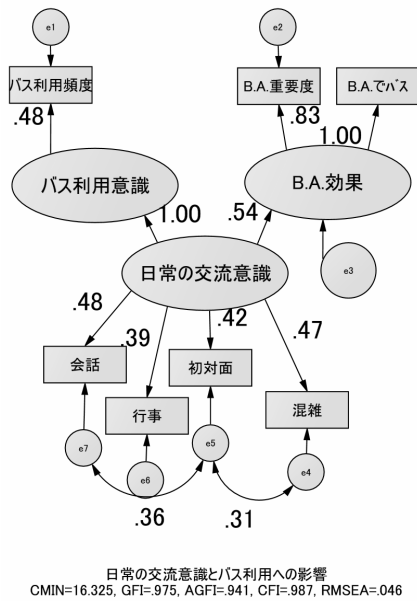 e1
e2
バス利用頻度
B.A.重要度
B.A.でバス
.48
.83
1.00
バス利用意識
B.A.効果
1.00
.54
日常の交流意識
e3
.48
.39
.42
.47
会話
初対面
行事
混雑
e7
e6
e5
e4
.36
.31
日常の交流意識とバス利用への影響
CMIN=16.325, GFI=.975, AGFI=.941, CFI=.987, RMSEA=.046